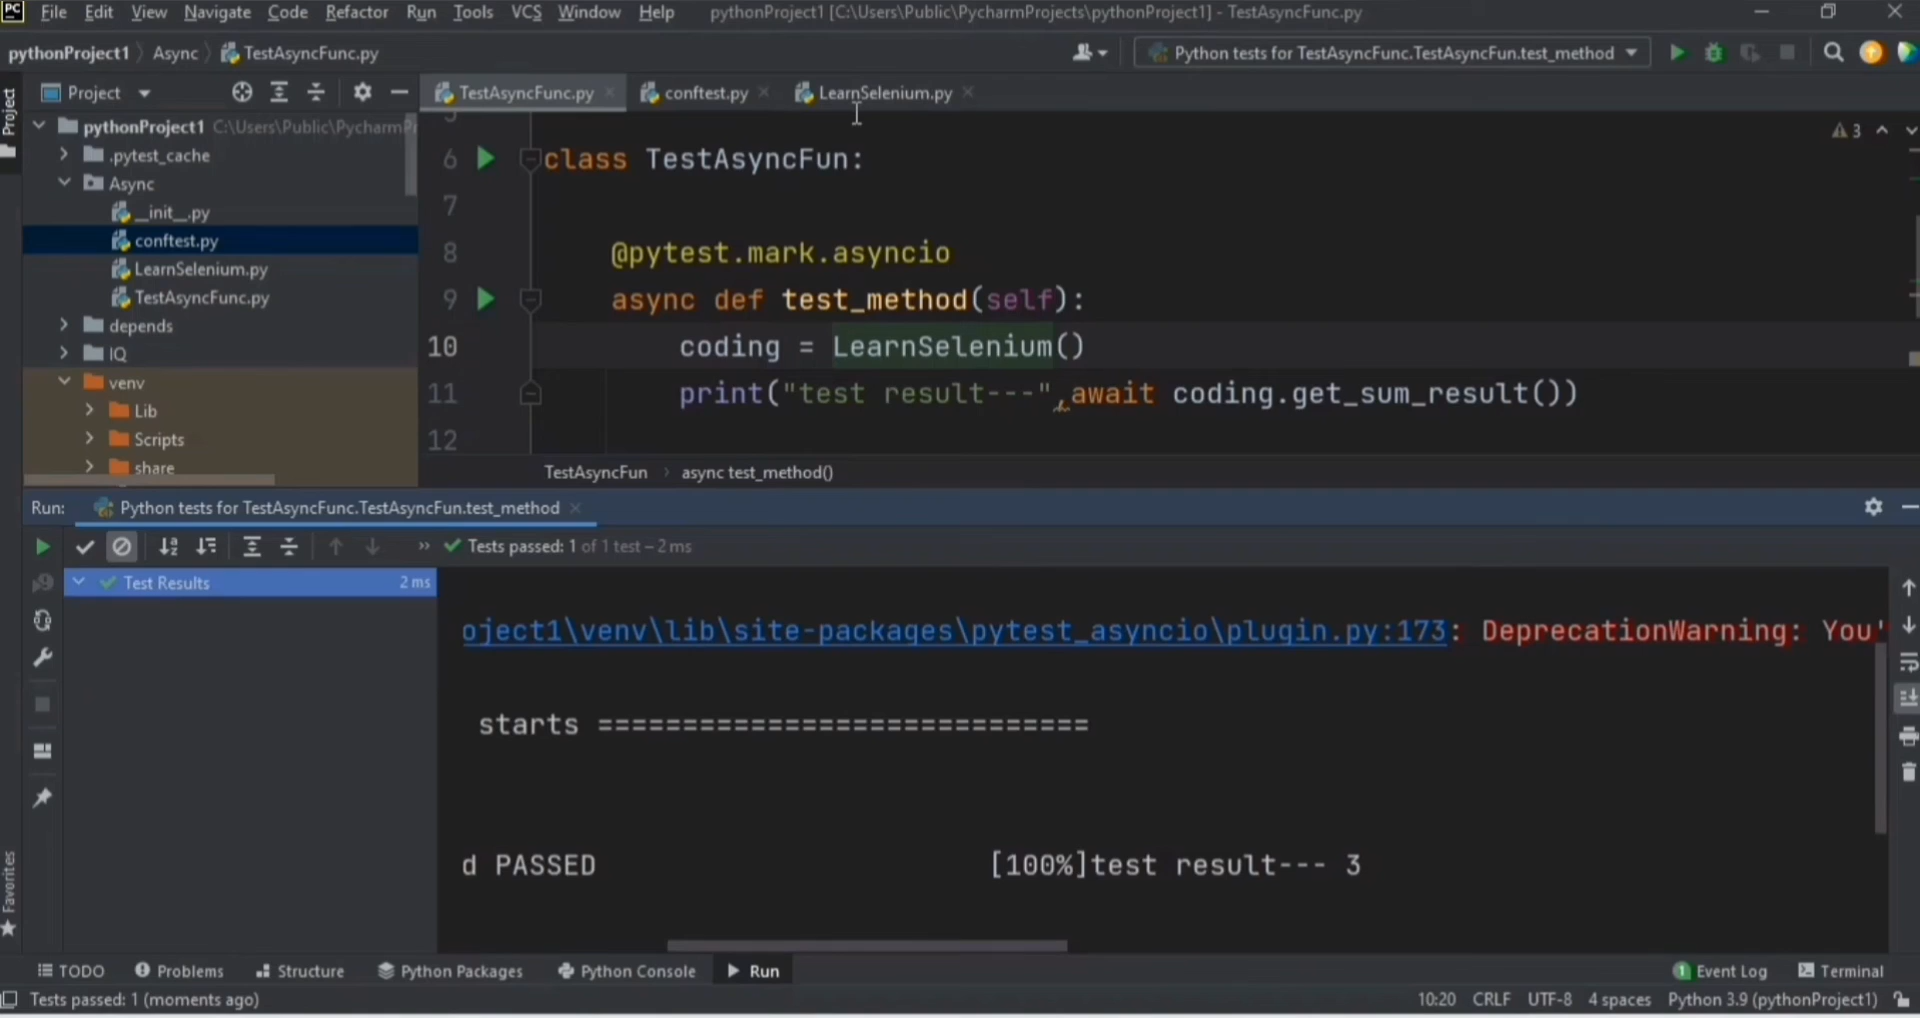 PC File Edit View Navigate Code Refactor Run Tools VCS Window Help pythonProject1 [C:\Users\Public\PycharmProjects\pythonProject1] - TestAsyncFunc.py
pythonProject1 Async TestAsyncFunc.py Python tests for TestAsyncFunc.TestAsyncFun.test_method
Project TestAsyncFunc.py conftest.py LearnSelenium.py
Project
pythonProject1 C:\Users\Public\PycharmPr
.pytest_cache
Async
__init__.py
conftest.py
LearnSelenium.py
TestAsyncFunc.py
depends
IQ
venv
Lib
Scripts
share
3
6 class TestAsyncFun:
7
8 @pytest.mark.asyncio
9 async def test_method(self):
10 coding = LearnSelenium()
11 print("test result---",await coding.get_sum_result())
12
TestAsyncFun async test_method()
Run: Python tests for TestAsyncFunc.TestAsyncFun.test_method
Tests passed: 1 of 1 test – 2 ms
Test Results 2 ms
oject1\venv\lib\site-packages\pytest_asyncio\plugin.py:173: DeprecationWarning: You'
starts =============================
d PASSED [100%]test result--- 3
Favorites
TODO Problems Structure Python Packages Python Console Run 1 Event Log Terminal
Tests passed: 1 (moments ago) 10:20 CRLF UTF-8 4 spaces Python 3.9 (pythonProject1)